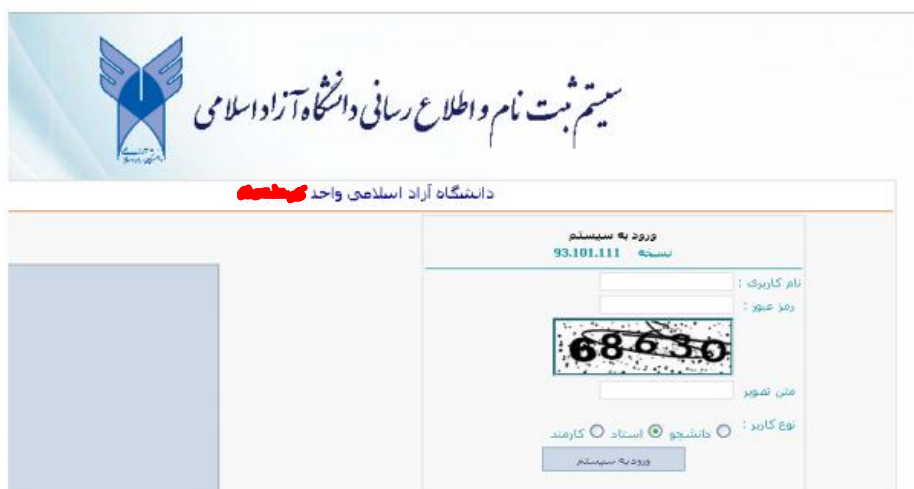 سیستم ثبت نام و اطلاع رسانی دانشگاه آزاد اسلامی
دانشگاه آزاد اسلامی واحد
ورود به سیستم
نسخه 93.101.111
نام کاربری :
رمز عبور :
68630
متن تصویر
نوع کاربر : دانشجو استاد کارمند
ورود به سیستم